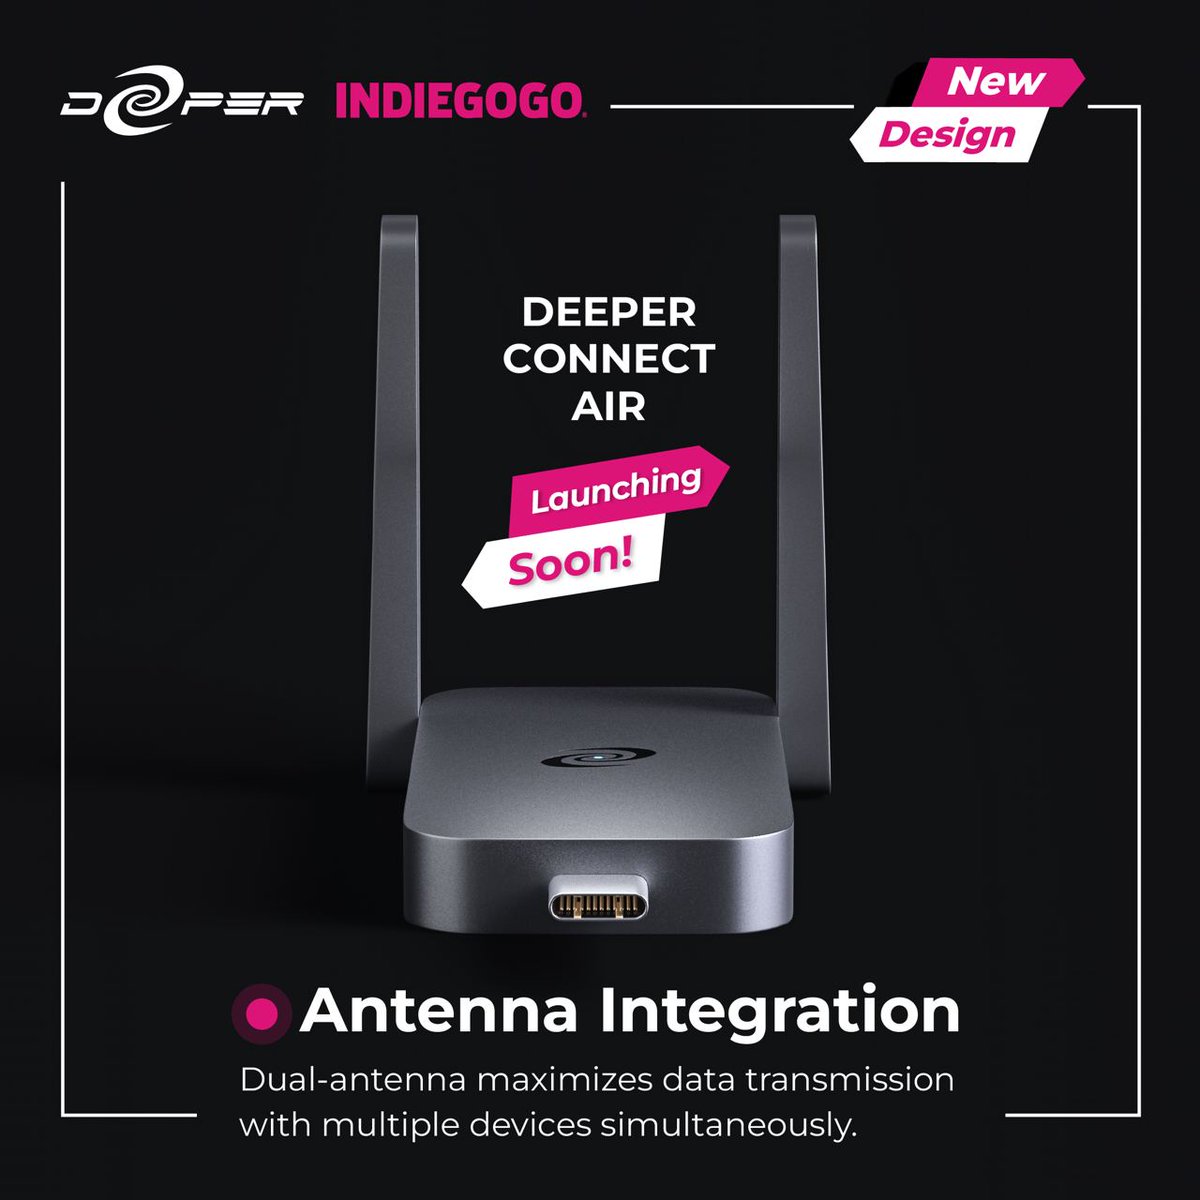 DEEPER INDIEGOGO.
New
Design
DEEPER
CONNECT
AIR
Launching
Soon!
Antenna Integration
Dual-antenna maximizes data transmission
with multiple devices simultaneously.